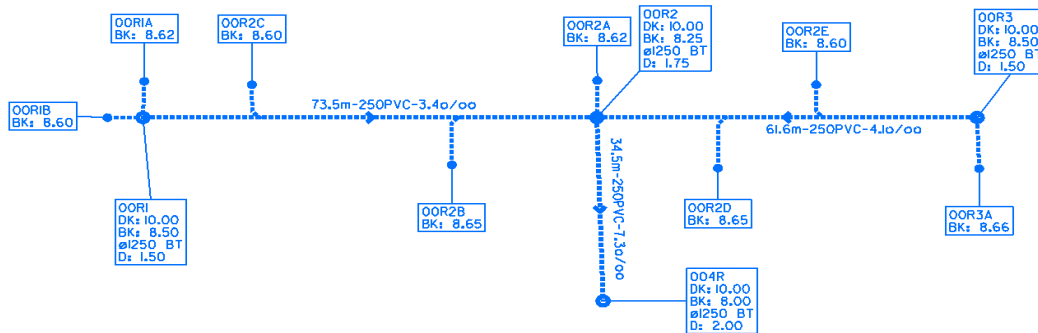 OOR1A
BK: 8.62
OOR2C
BK: 8.60
OOR2A
BK: 8.62
OOR2
DK: 10.00
BK: 8.25
ø1250 BT
D: 1.75
OOR2E
BK: 8.60
OOR3
DK: 10.00
BK: 8.50
ø1250 BT
D: 1.50
OOR1B
BK: 8.60
73.5m-250PVC-3.4o/oo
61.6m-250PVC-4.1o/oo
34.5m-250PVC-7.3o/oo
OOR1
DK: 10.00
BK: 8.50
ø1250 BT
D: 1.50
OOR2B
BK: 8.65
OOR2D
BK: 8.65
OOR3A
BK: 8.66
OO4R
DK: 10.00
BK: 8.00
ø1250 BT
D: 2.00